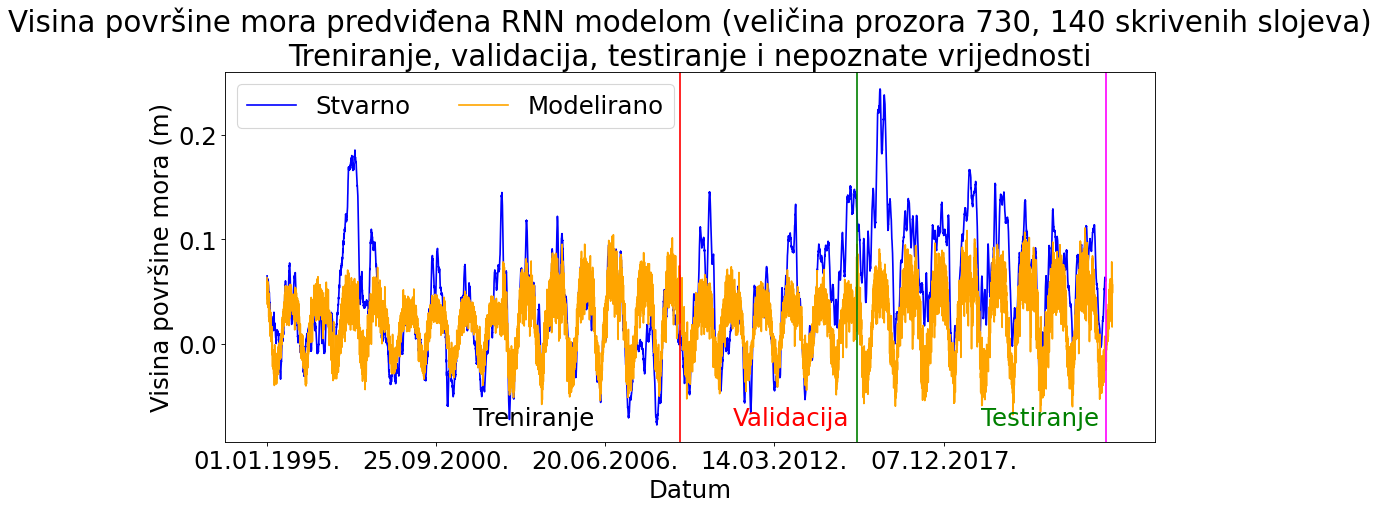 Visina površine mora predviđena RNN modelom (veličina prozora 730, 140 skrivenih slojeva)
Treniranje, validacija, testiranje i nepoznate vrijednosti
Stvarno Modelirano
Visina površine mora (m)
0.2
0.1
0.0
Treniranje Validacija Testiranje
01.01.1995. 25.09.2000. 20.06.2006. 14.03.2012. 07.12.2017.
Datum